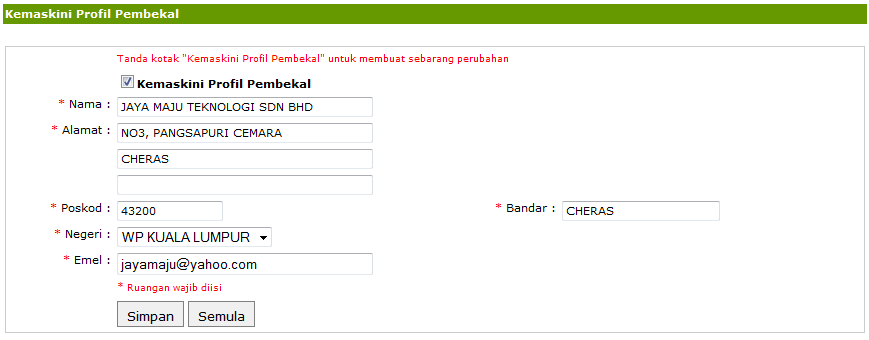 Kemaskini Profil Pembekal
Tanda kotak "Kemaskini Profil Pembekal" untuk membuat sebarang perubahan
Kemaskini Profil Pembekal
* Nama : JAYA MAJU TEKNOLOGI SDN BHD
* Alamat : NO3, PANGSAPURI CEMARA
CHERAS
* Poskod : 43200 * Bandar : CHERAS
* Negeri : WP KUALA LUMPUR
* Emel : jayamaju@yahoo.com
* Ruangan wajib diisi
Simpan Semula